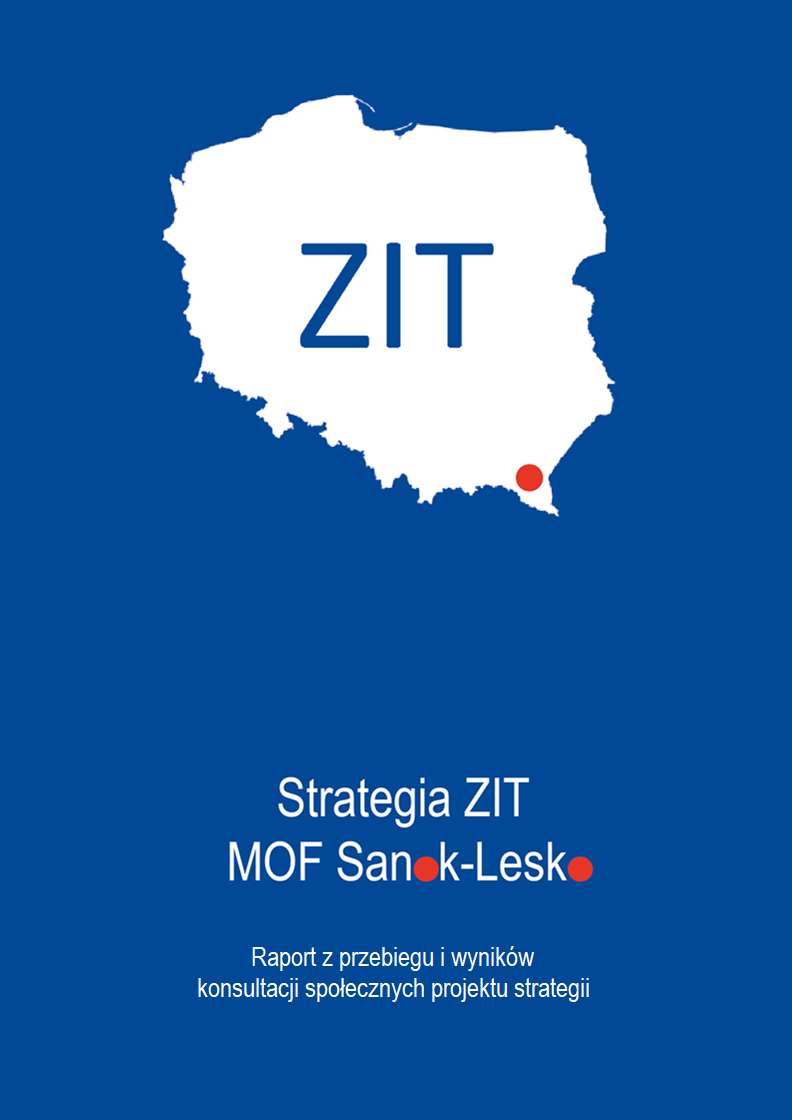 ZIT
Strategia ZIT
MOF Sanok-Lesko
Raport z przebiegu i wyników
konsultacji społecznych projektu strategii